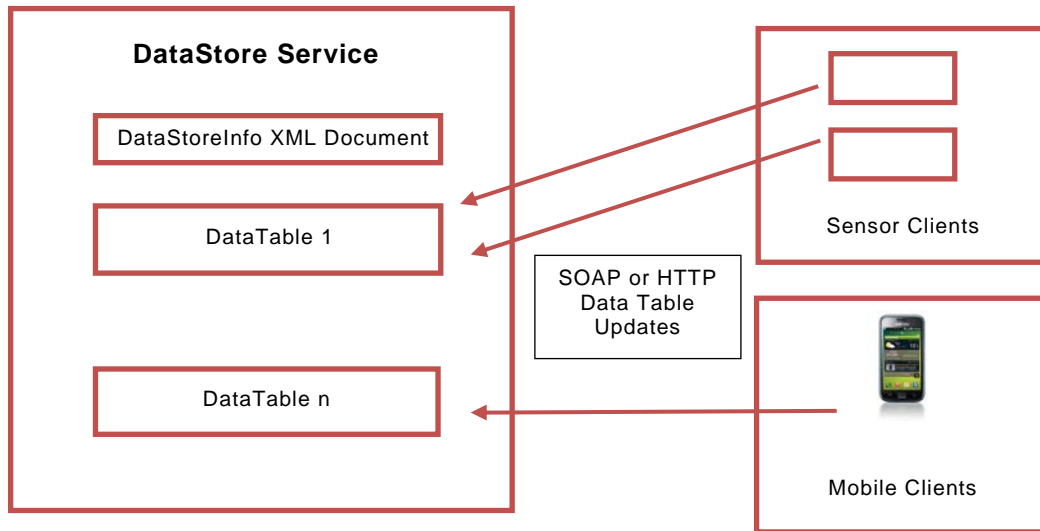 DataStore Service
DataStoreInfo XML Document
DataTable 1
DataTable n
SOAP or HTTP
Data Table
Updates
Sensor Clients
Mobile Clients